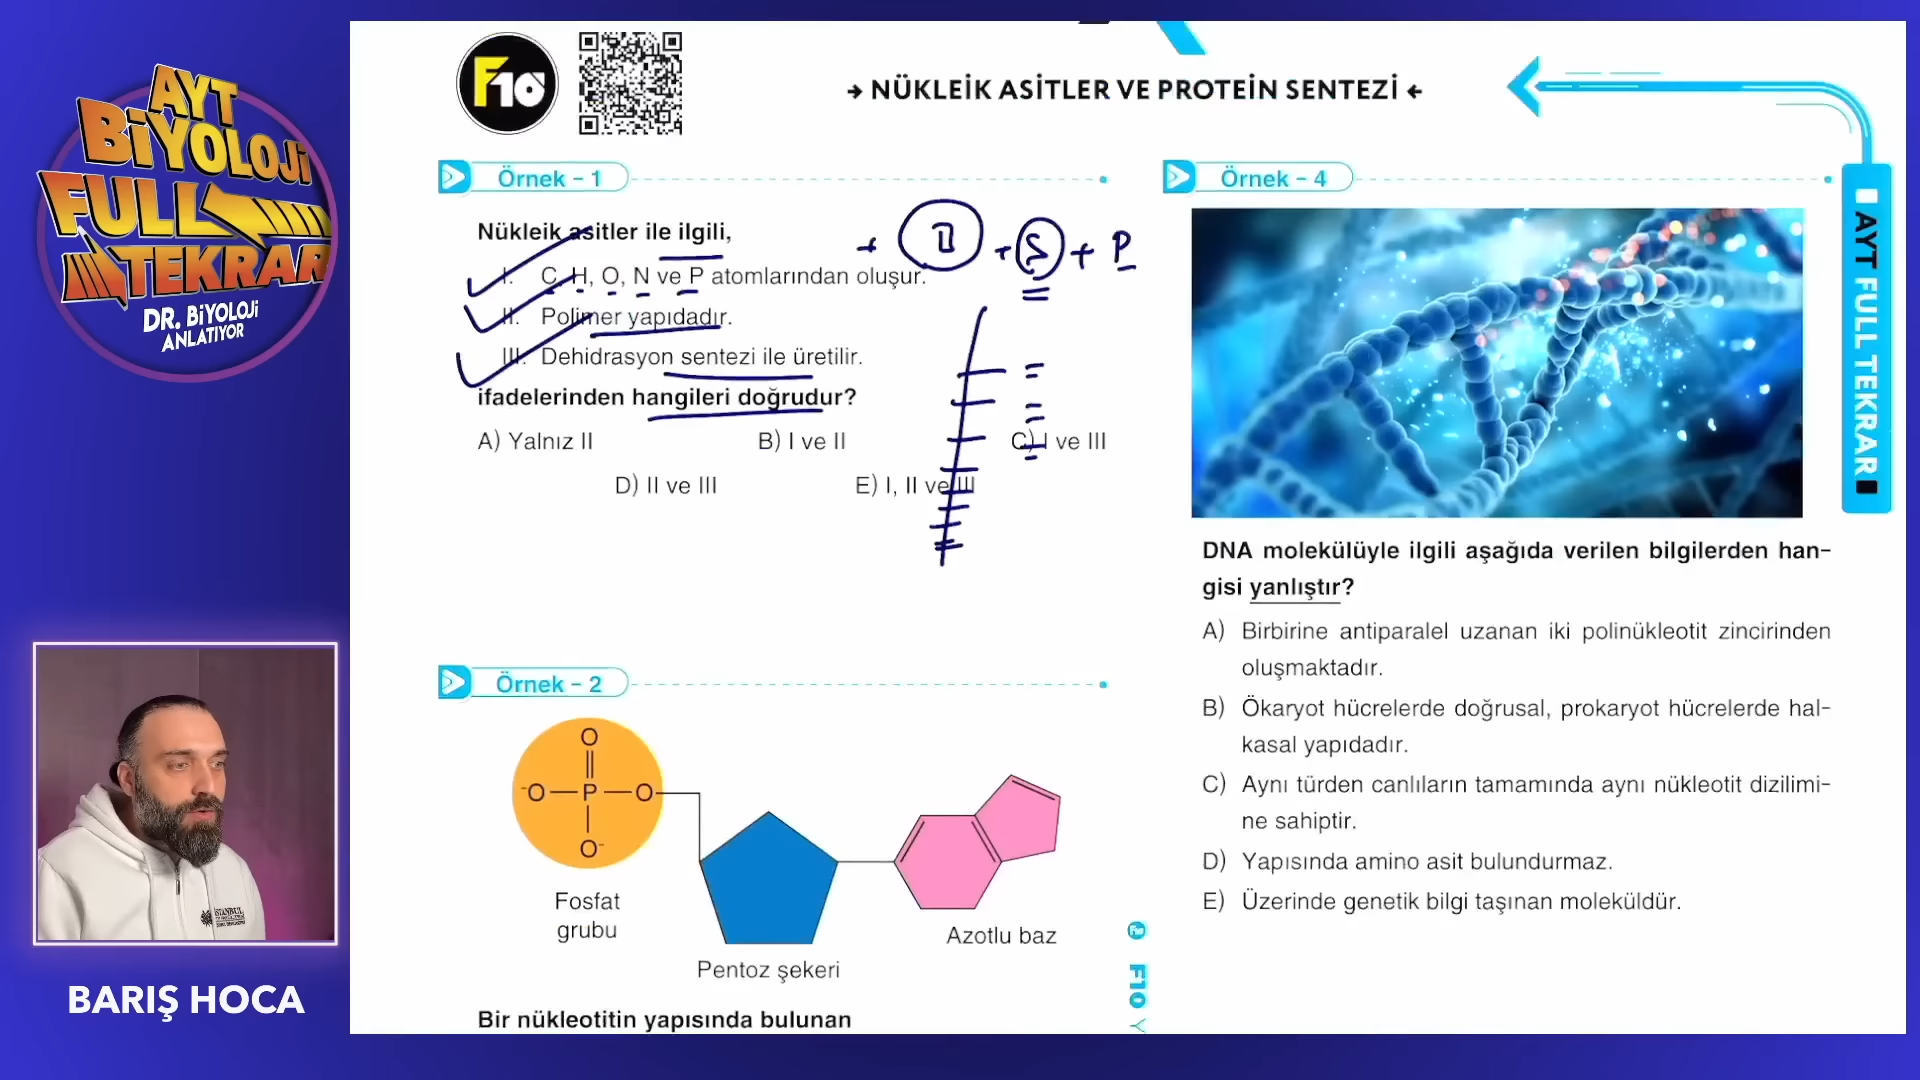 AYT
BİYOLOJİ
FULL
TEKRAR
DR. BİYOLOJİ
ANLATIYOR
BARIŞ HOCA
F10
→ NÜKLEİK ASİTLER VE PROTEİN SENTEZİ ←
Örnek – 1
Nükleik asitler ile ilgili,
I. C, H, O, N ve P atomlarından oluşur.
II. Polimer yapıdadır.
III. Dehidrasyon sentezi ile üretilir.
ifadelerinden hangileri doğrudur?
A) Yalnız II B) I ve II C) I ve III
D) II ve III E) I, II ve III
+ B + S + P
Örnek – 2
O
⁻O — P — O
O⁻
Fosfat
grubu
Pentoz şekeri
Azotlu baz
Bir nükleotitin yapısında bulunan
Örnek – 4
DNA molekülüyle ilgili aşağıda verilen bilgilerden han-
gisi yanlıştır?
A) Birbirine antiparalel uzanan iki polinükleotit zincirinden
oluşmaktadır.
B) Ökaryot hücrelerde doğrusal, prokaryot hücrelerde hal-
kasal yapıdadır.
C) Aynı türden canlıların tamamında aynı nükleotit dizilimi-
ne sahiptir.
D) Yapısında amino asit bulundurmaz.
E) Üzerinde genetik bilgi taşınan moleküldür.
AYT FULL TEKRAR
F10